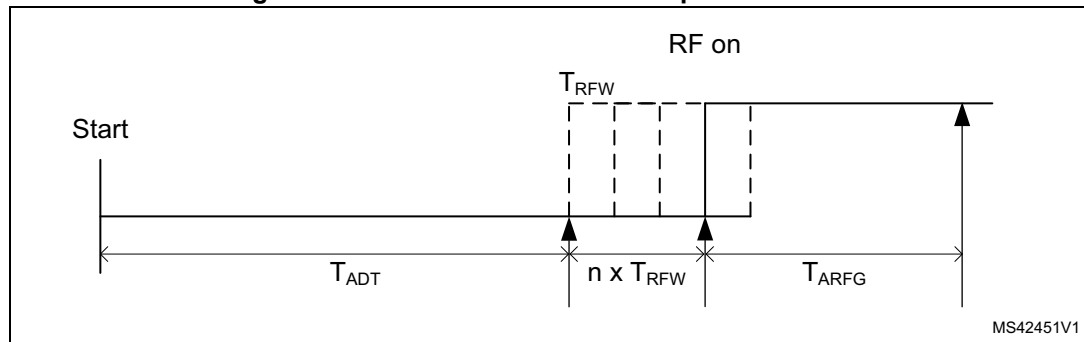 RF on
T_RFW
Start
T_ADT
n x T_RFW
T_ARFG
MS42451V1